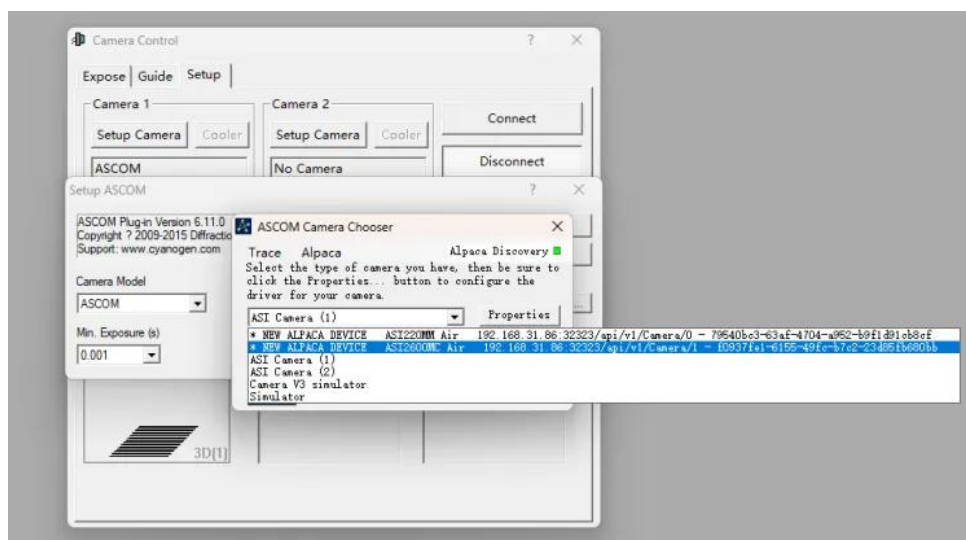 Camera Control ? ×
Expose Guide Setup
Camera 1
Camera 2
Setup Camera Cooler
Setup Camera Cooler
Connect
Disconnect
ASCOM
No Camera
Setup ASCOM ? ×
ASCOM Plug-in Version 6.11.0
Copyright ? 2009-2015 Diffractio
Support: www.cyanogen.com
Camera Model
ASCOM
Min. Exposure (s)
0.001
...
ASCOM Camera Chooser ×
Trace Alpaca Alpaca Discovery
Select the type of camera you have, then be sure to
click the Properties... button to configure the
driver for your camera.
ASI Camera (1) Properties
* NEW ALPACA DEVICE ASI220MM Air 192.168.31.86:32323/api/v1/Camera/0 - 79540bc3-63af-4704-a952-b9f1d91cb8cf
* NEW ALPACA DEVICE ASI2600MC Air 192.168.31.86:32323/api/v1/Camera/1 - f0937fe1-6155-49fc-b7c2-23d85fb680bb
ASI Camera (1)
ASI Camera (2)
Camera V3 simulator
Simulator
3D[1]